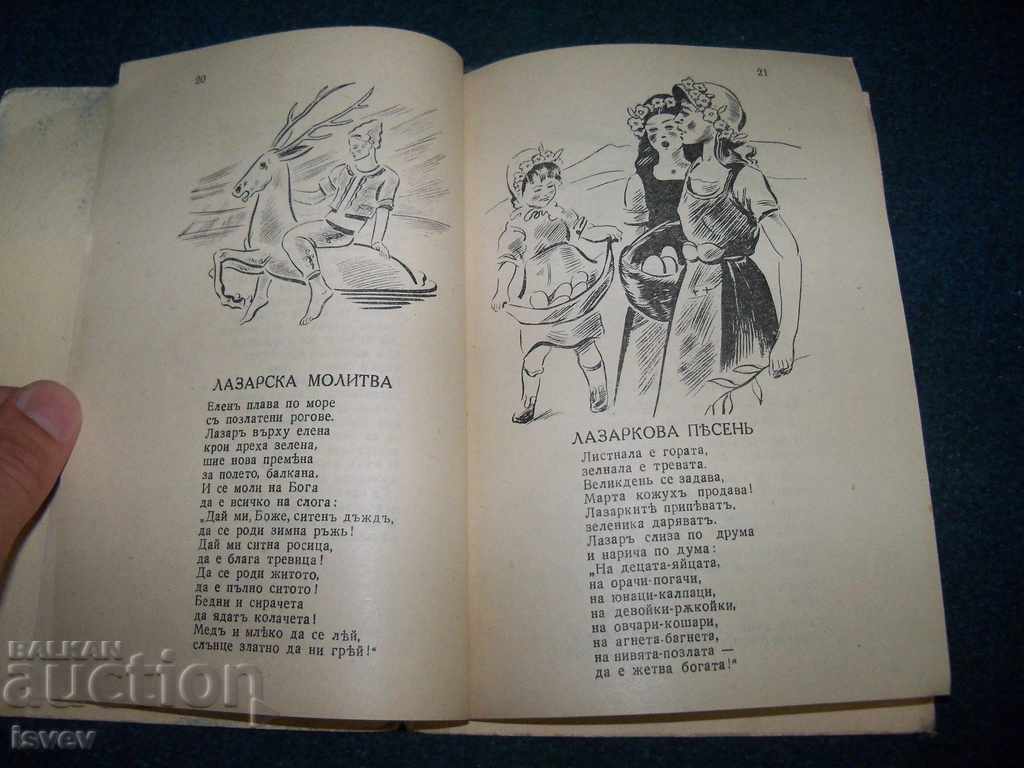 20
ЛАЗАРСКА МОЛИТВА
Еленъ плава по море
съ позлатени рогове.
Лазаръ върху елена
крои дреха зелена,
шие нова премѣна
за полето, балкана.
И се моли на Бога
да е всичко на слога:
„Дай ми, Боже, ситенъ дъждъ,
да се роди зимна ръжь!
Дай ми ситна росица,
да е блага тревица!
Да се роди житото,
да е пълно ситото!
Бедни и сирачета
да ядатъ колачета!
Медъ и млѣко да се лѣй,
слънце златно да ни грѣй!“
21
ЛАЗАРКОВА ПѢСЕНЬ
Листнала е гората,
зелнала е тревата.
Великдень се задава,
Марта кожухъ продава!
Лазаркитѣ припѣватъ.
зеленика даряватъ.
Лазаръ слиза по друма
и нарича по дума:
„На децата-яйцата,
на орачи-погачи,
на юнаци-калпаци,
на девойки-рѫкойки,
на овчари-кошари,
на агнета-багнета,
на нивята-позлата —
да е жетва богата!“
BALKAN
auction
isvev